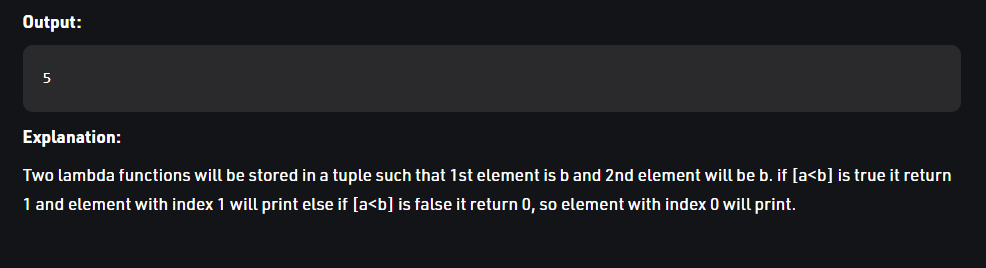 Output:
5
Explanation:
Two lambda functions will be stored in a tuple such that 1st element is b and 2nd element will be b. if [a<b] is true it return
1 and element with index 1 will print else if [a<b] is false it return 0, so element with index 0 will print.